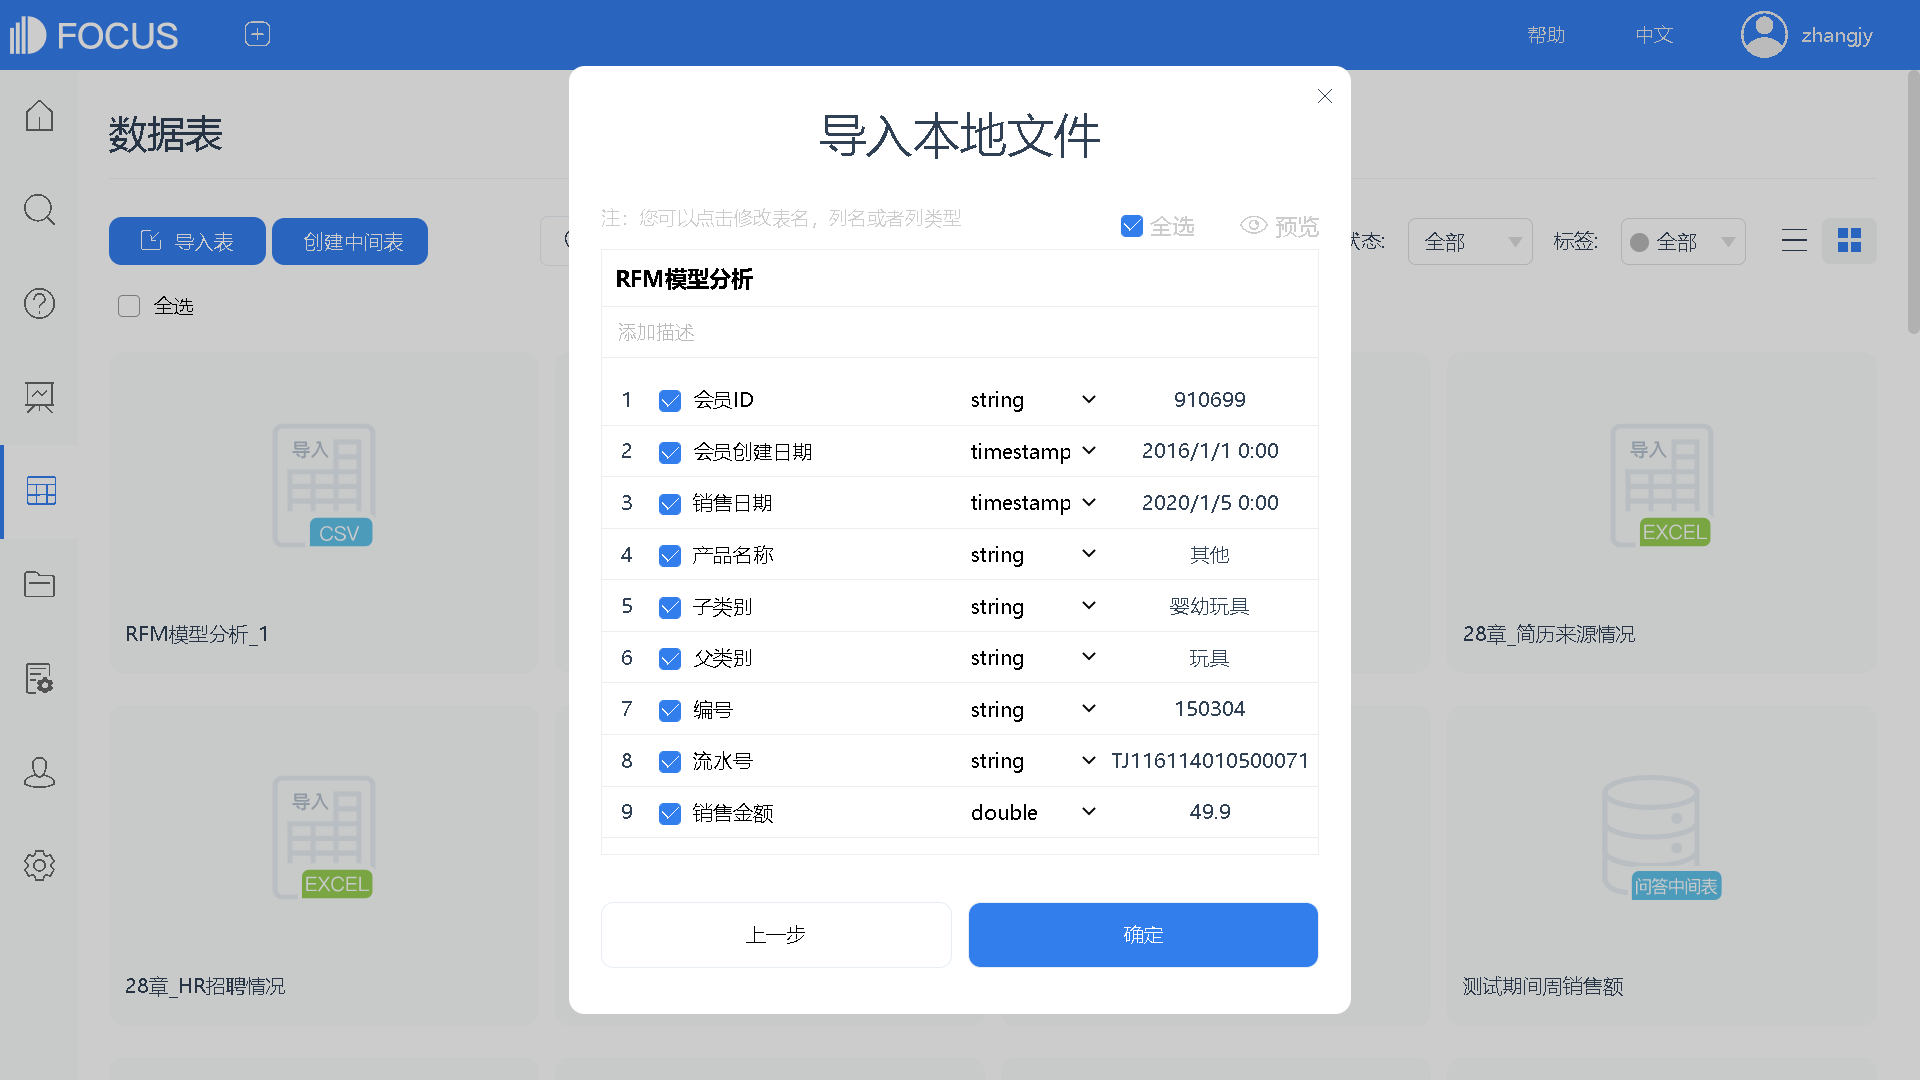 FOCUS
帮助
中文
zhangjy
数据表
导入表
创建中间表
状态:
全部
标签:
全部
全选
导入
CSV
RFM模型分析_1
导入
EXCEL
28章_简历来源情况
导入
EXCEL
28章_HR招聘情况
问答中间表
测试期间周销售额
导入本地文件
注：您可以点击修改表名，列名或者列类型
全选
预览
RFM模型分析
添加描述
1 会员ID string 910699
2 会员创建日期 timestamp 2016/1/1 0:00
3 销售日期 timestamp 2020/1/5 0:00
4 产品名称 string 其他
5 子类别 string 婴幼玩具
6 父类别 string 玩具
7 编号 string 150304
8 流水号 string TJ116114010500071
9 销售金额 double 49.9
上一步
确定